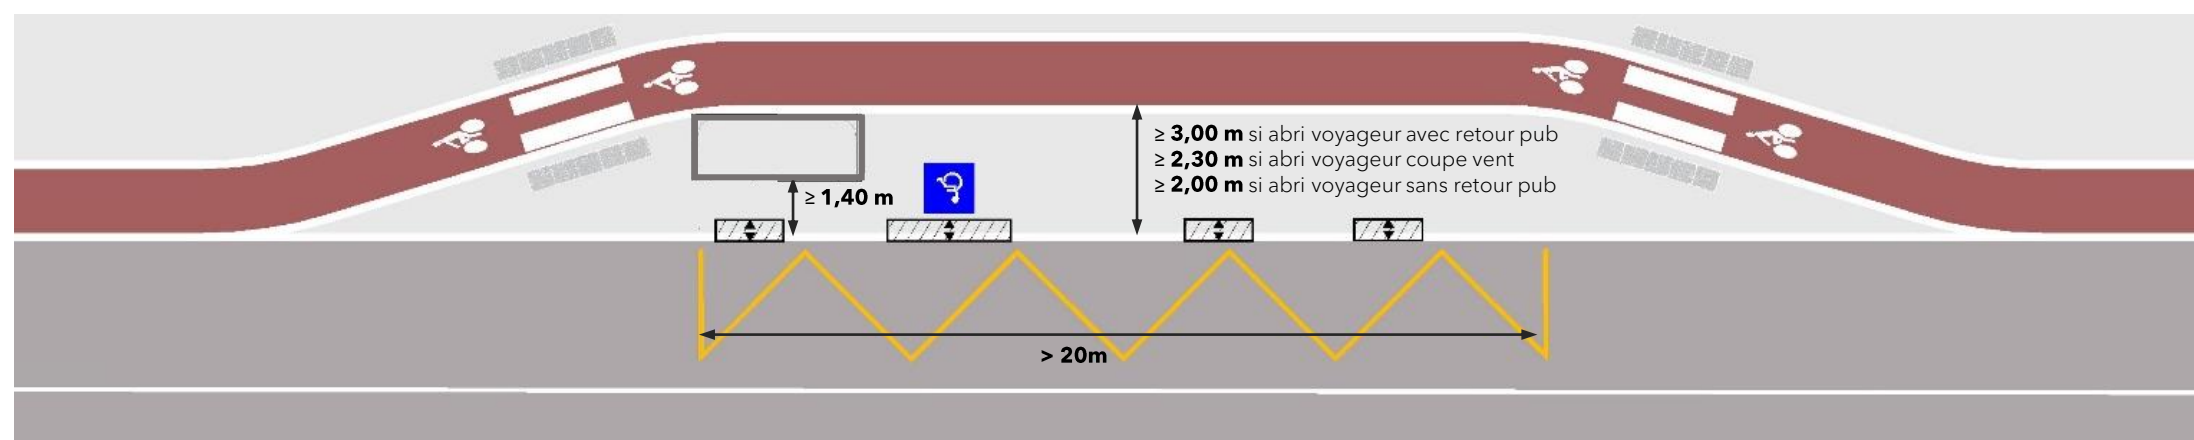 ≥ 3,00 m si abri voyageur avec retour pub
≥ 2,30 m si abri voyageur coupe vent
≥ 2,00 m si abri voyageur sans retour pub
≥ 1,40 m
> 20m